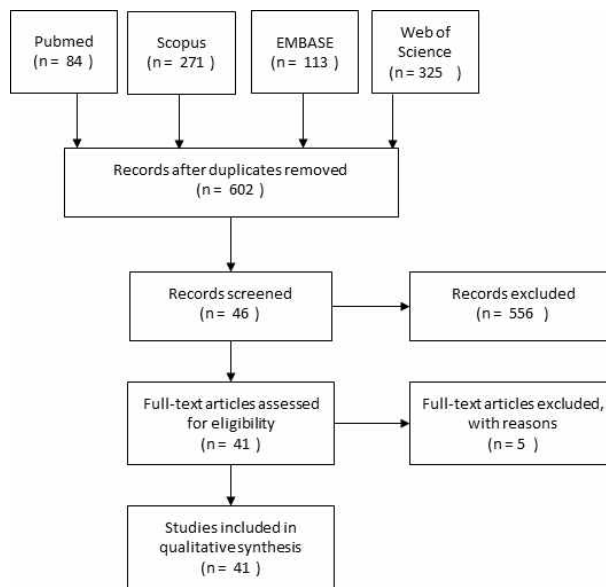 Pubmed
(n = 84)
Scopus
(n = 271)
EMBASE
(n = 113)
Web of
Science
(n = 325 )
Records after duplicates removed
(n = 602 )
Records screened
(n = 46 )
Records excluded
(n = 556 )
Full-text articles assessed
for eligibility
(n = 41 )
Full-text articles excluded,
with reasons
(n = 5 )
Studies included in
qualitative synthesis
(n = 41 )